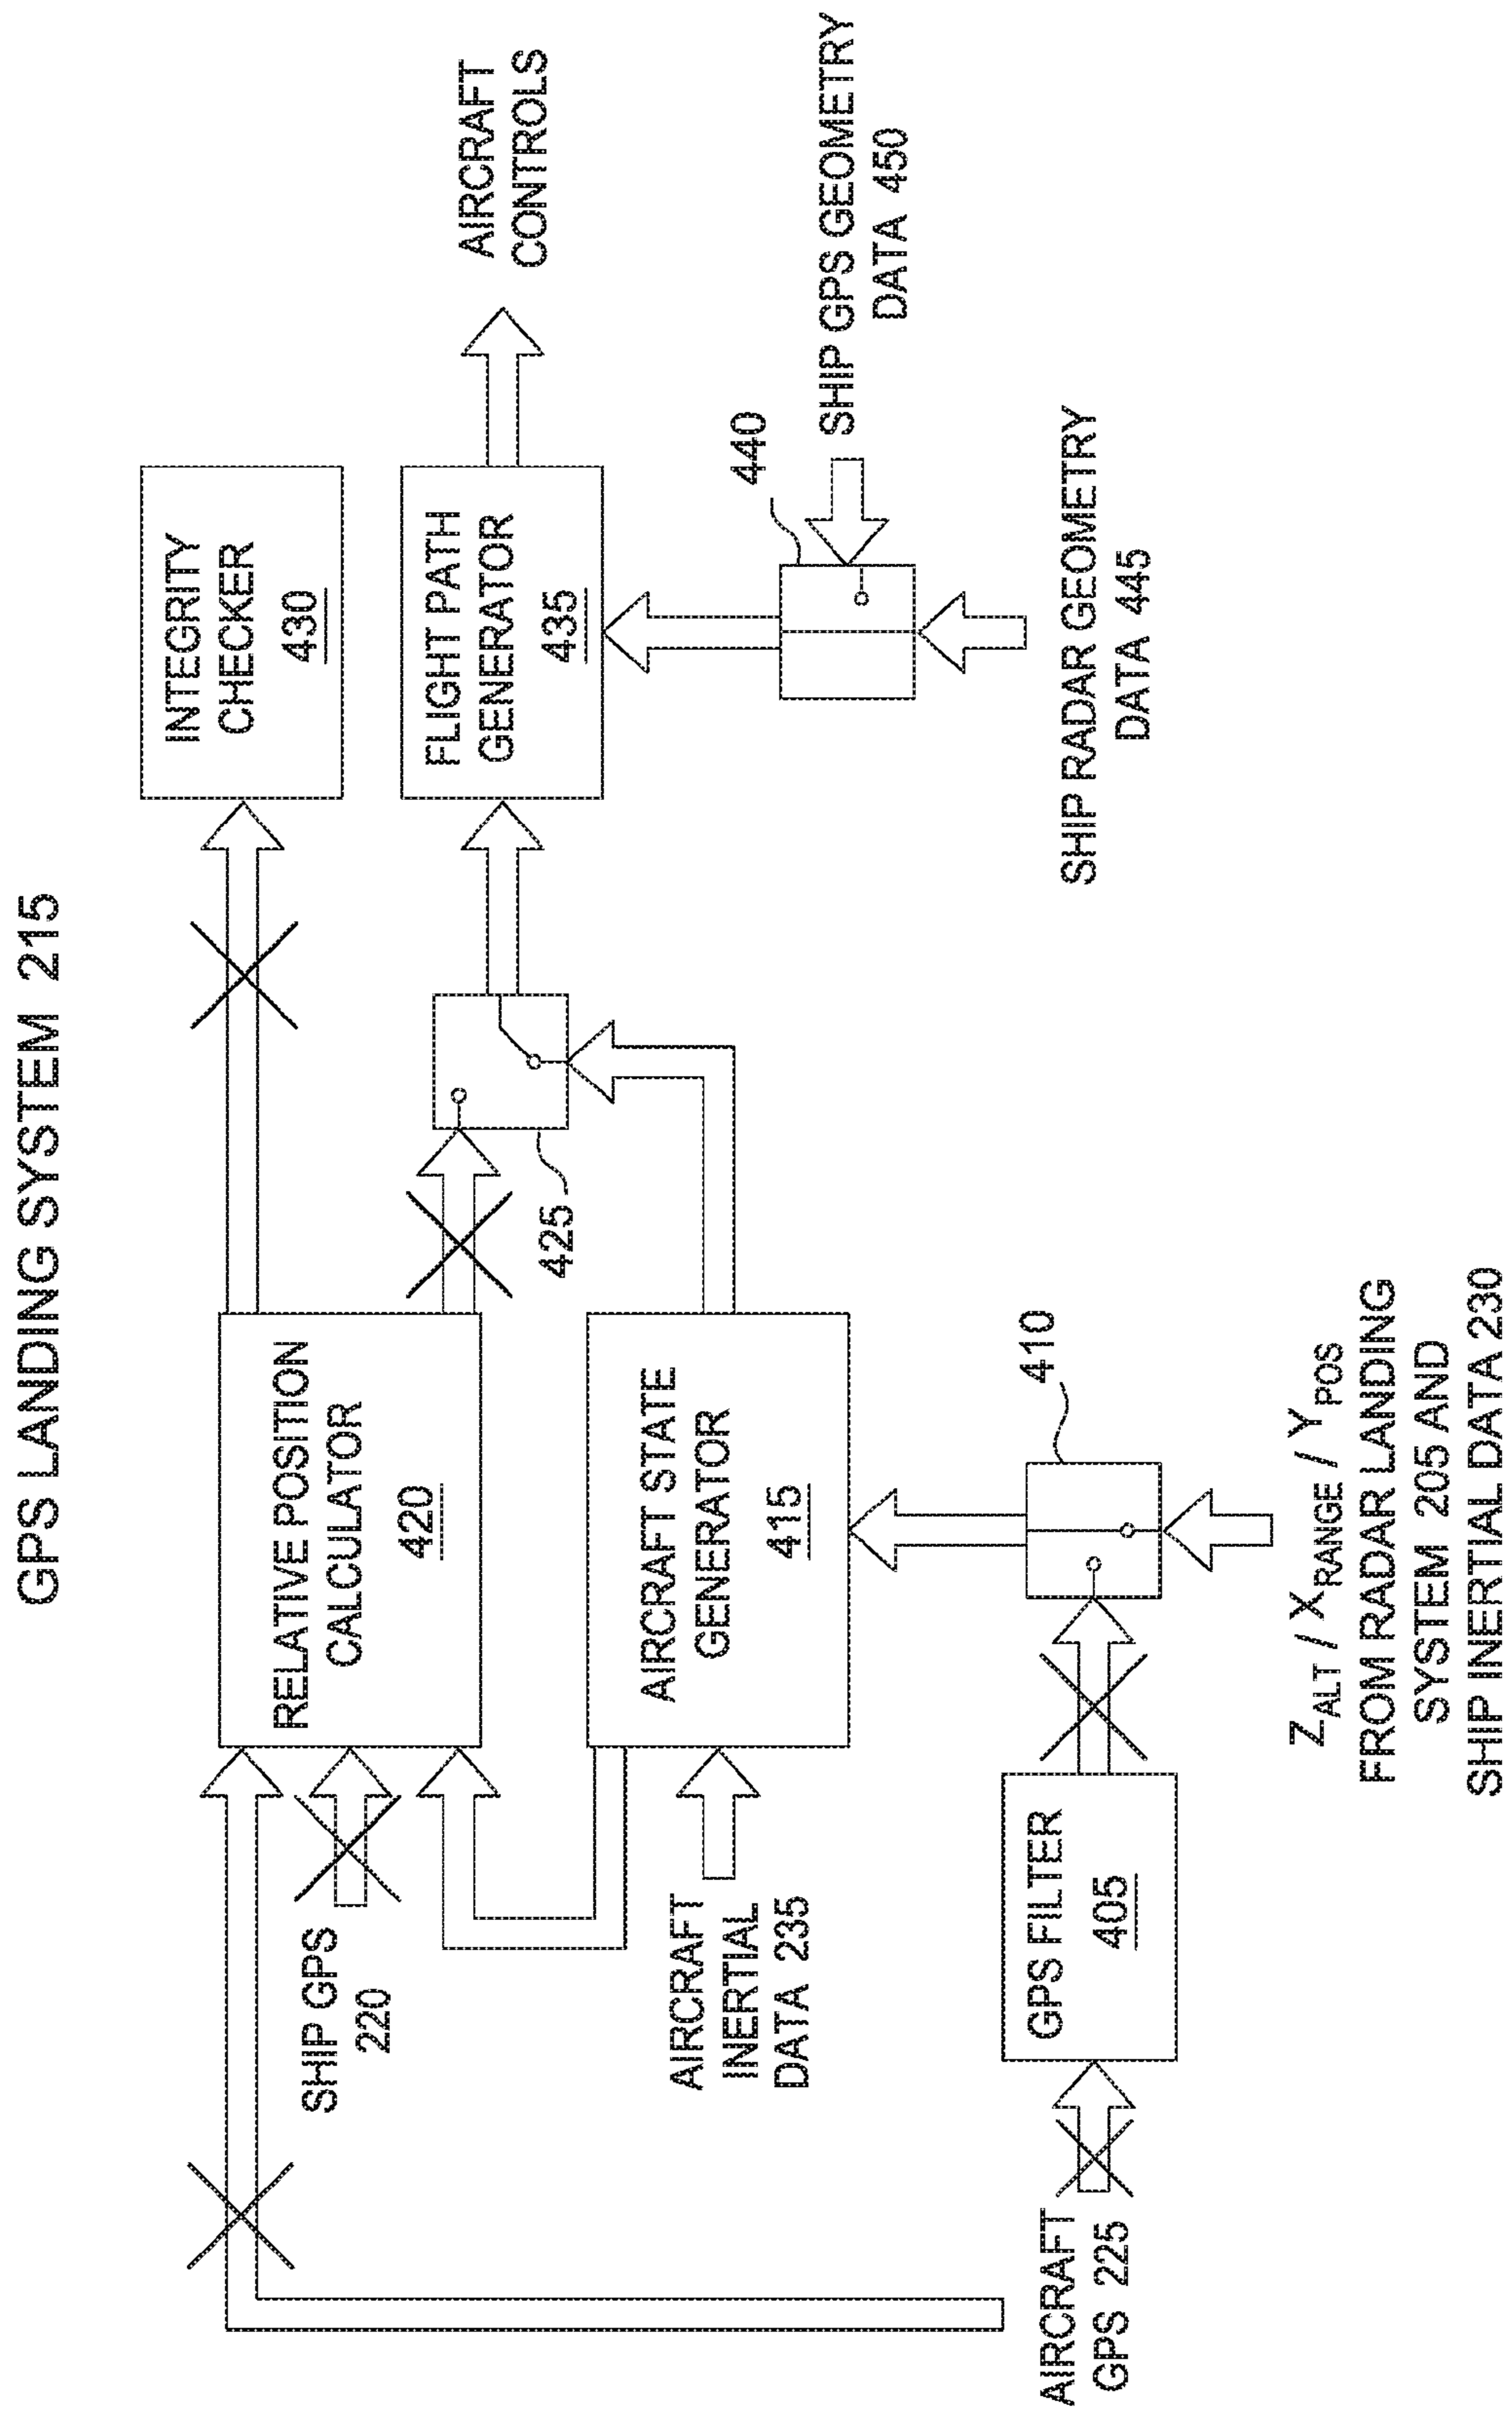 GPS LANDING SYSTEM 215
RELATIVE POSITION
CALCULATOR
420
INTEGRITY
CHECKER
430
SHIP GPS
220
425
FLIGHT PATH
GENERATOR
435
AIRCRAFT
CONTROLS
AIRCRAFT STATE
GENERATOR
415
AIRCRAFT
INERTIAL
DATA 235
440
SHIP GPS GEOMETRY
DATA 450
AIRCRAFT
GPS 225
GPS FILTER
405
410
SHIP RADAR GEOMETRY
DATA 445
Z ALT / X RANGE / Y POS
FROM RADAR LANDING
SYSTEM 205 AND
SHIP INERTIAL DATA 230